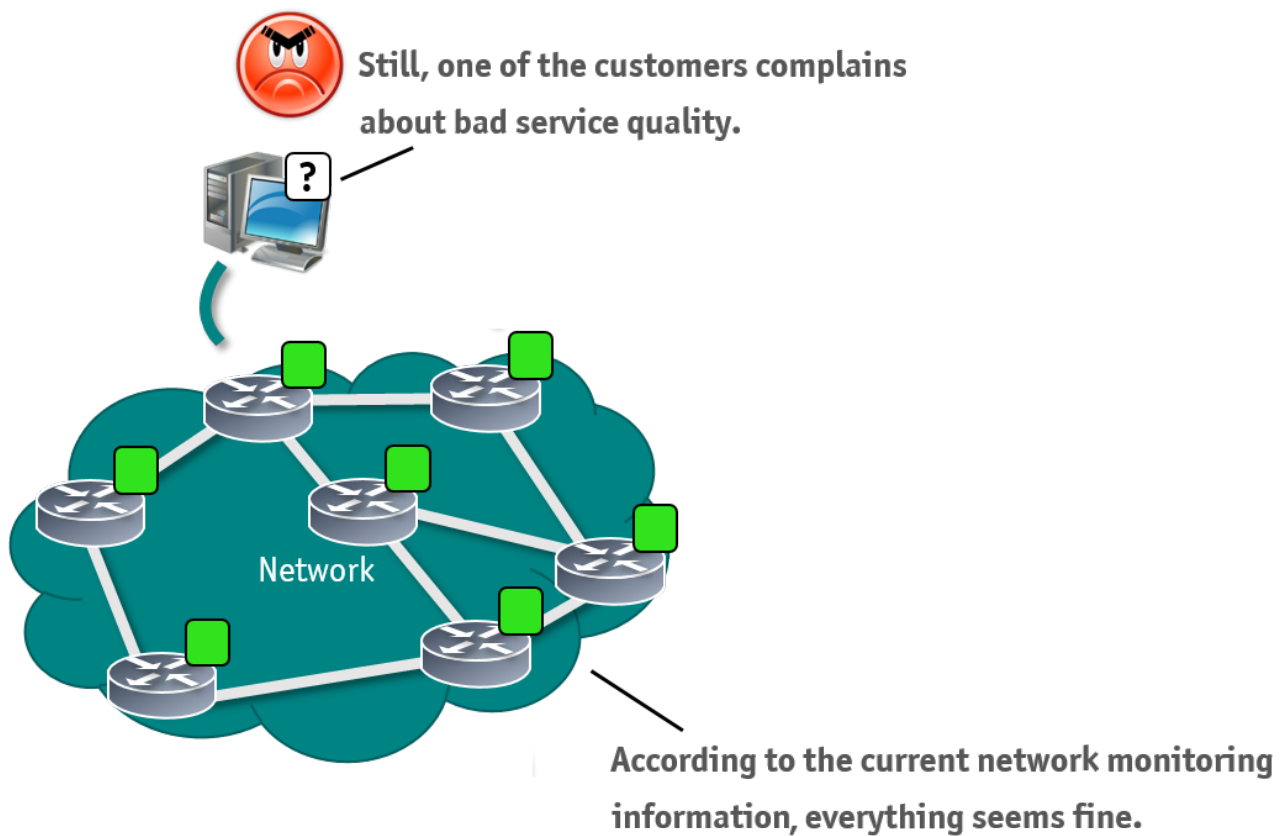 Still, one of the customers complains
about bad service quality.
?
Network
According to the current network monitoring
information, everything seems fine.